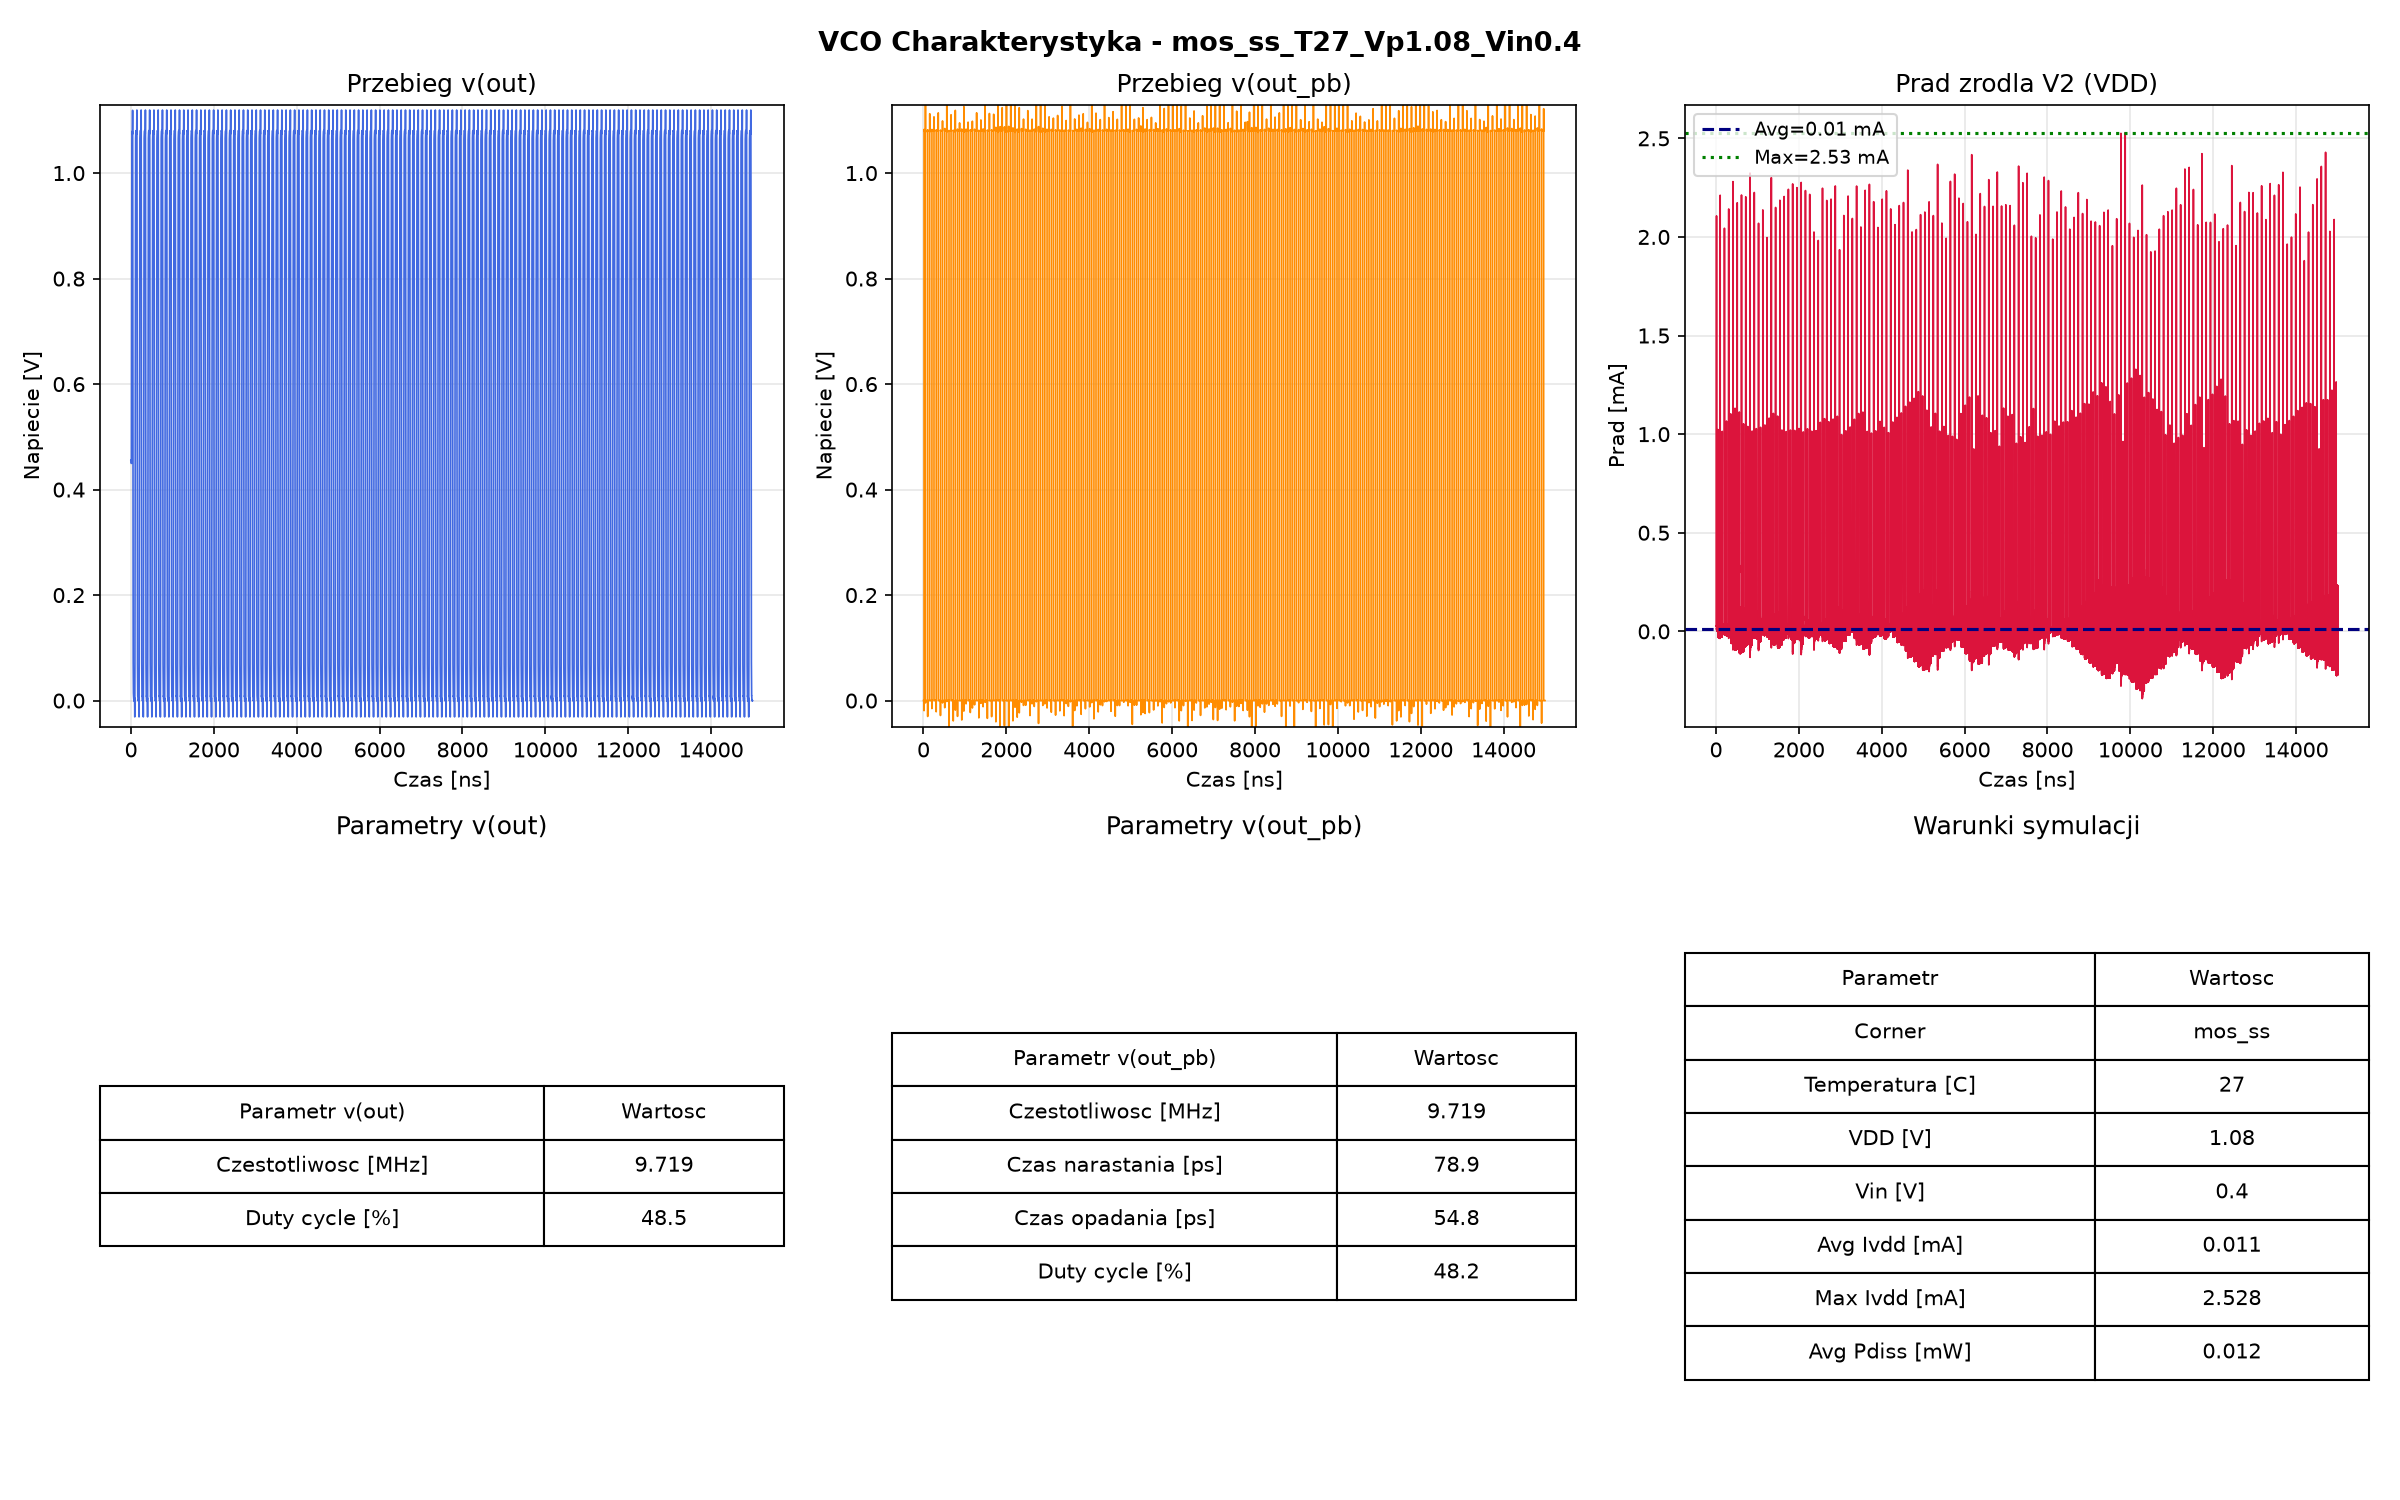 VCO Charakterystyka - mos_ss_T27_Vp1.08_Vin0.4
Przebieg v(out)
Napiecie [V]
1.0
0.8
0.6
0.4
0.2
0.0
0 2000 4000 6000 8000 10000 12000 14000
Czas [ns]
Przebieg v(out_pb)
Napiecie [V]
1.0
0.8
0.6
0.4
0.2
0.0
0 2000 4000 6000 8000 10000 12000 14000
Czas [ns]
Prad zrodla V2 (VDD)
Avg=0.01 mA
Max=2.53 mA
Prad [mA]
2.5
2.0
1.5
1.0
0.5
0.0
0 2000 4000 6000 8000 10000 12000 14000
Czas [ns]
Parametry v(out)
Parametr v(out) Wartosc
Czestotliwosc [MHz] 9.719
Duty cycle [%] 48.5
Parametry v(out_pb)
Parametr v(out_pb) Wartosc
Czestotliwosc [MHz] 9.719
Czas narastania [ps] 78.9
Czas opadania [ps] 54.8
Duty cycle [%] 48.2
Warunki symulacji
Parametr Wartosc
Corner mos_ss
Temperatura [C] 27
VDD [V] 1.08
Vin [V] 0.4
Avg Ivdd [mA] 0.011
Max Ivdd [mA] 2.528
Avg Pdiss [mW] 0.012